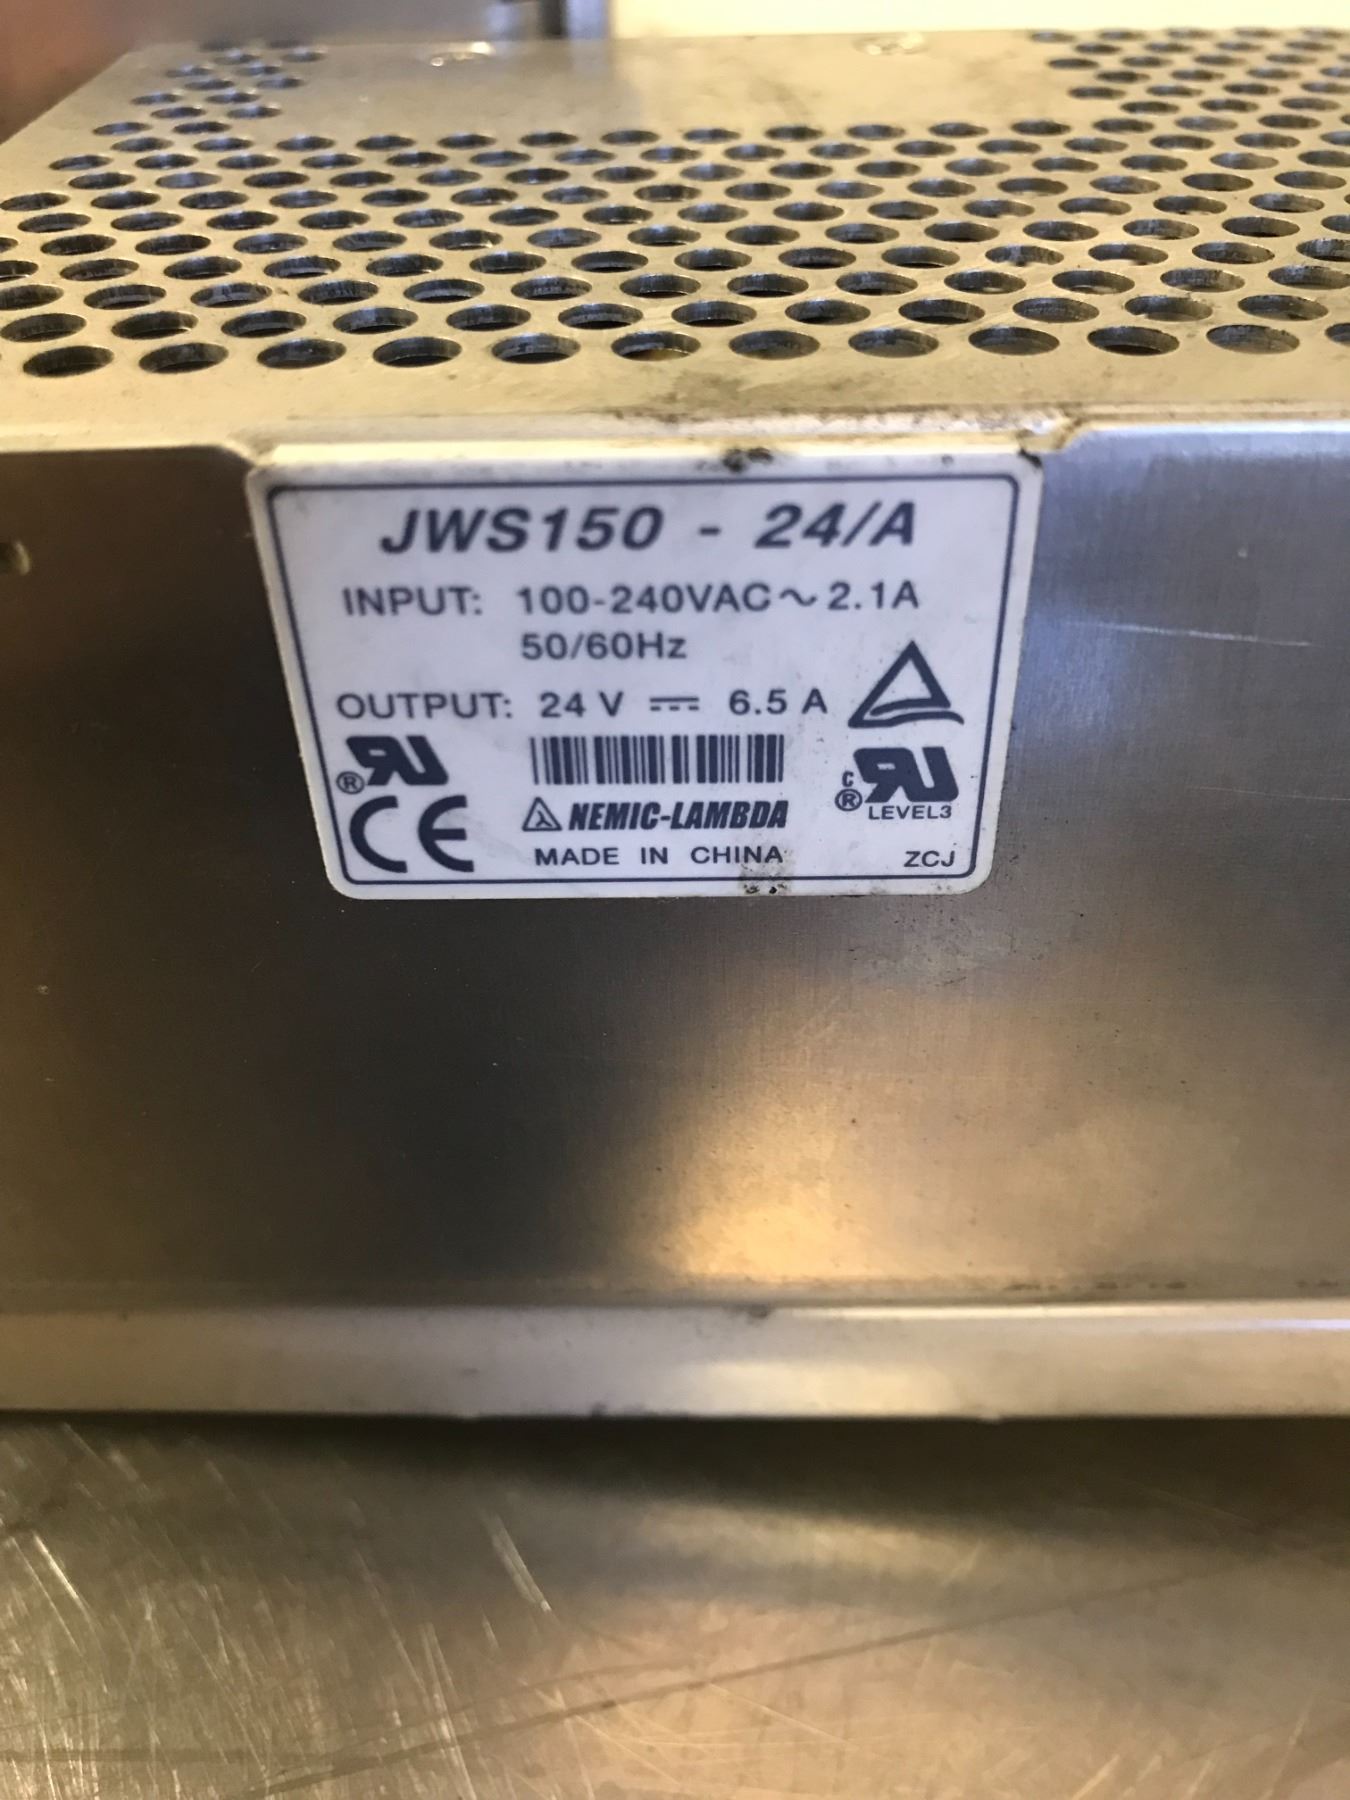 JWS150 - 24/A
INPUT: 100-240VAC~2.1A
50/60Hz
OUTPUT: 24 V ⎓ 6.5 A
®
CE
NEMIC-LAMBDA
MADE IN CHINA
c
®
LEVEL3
ZCJ